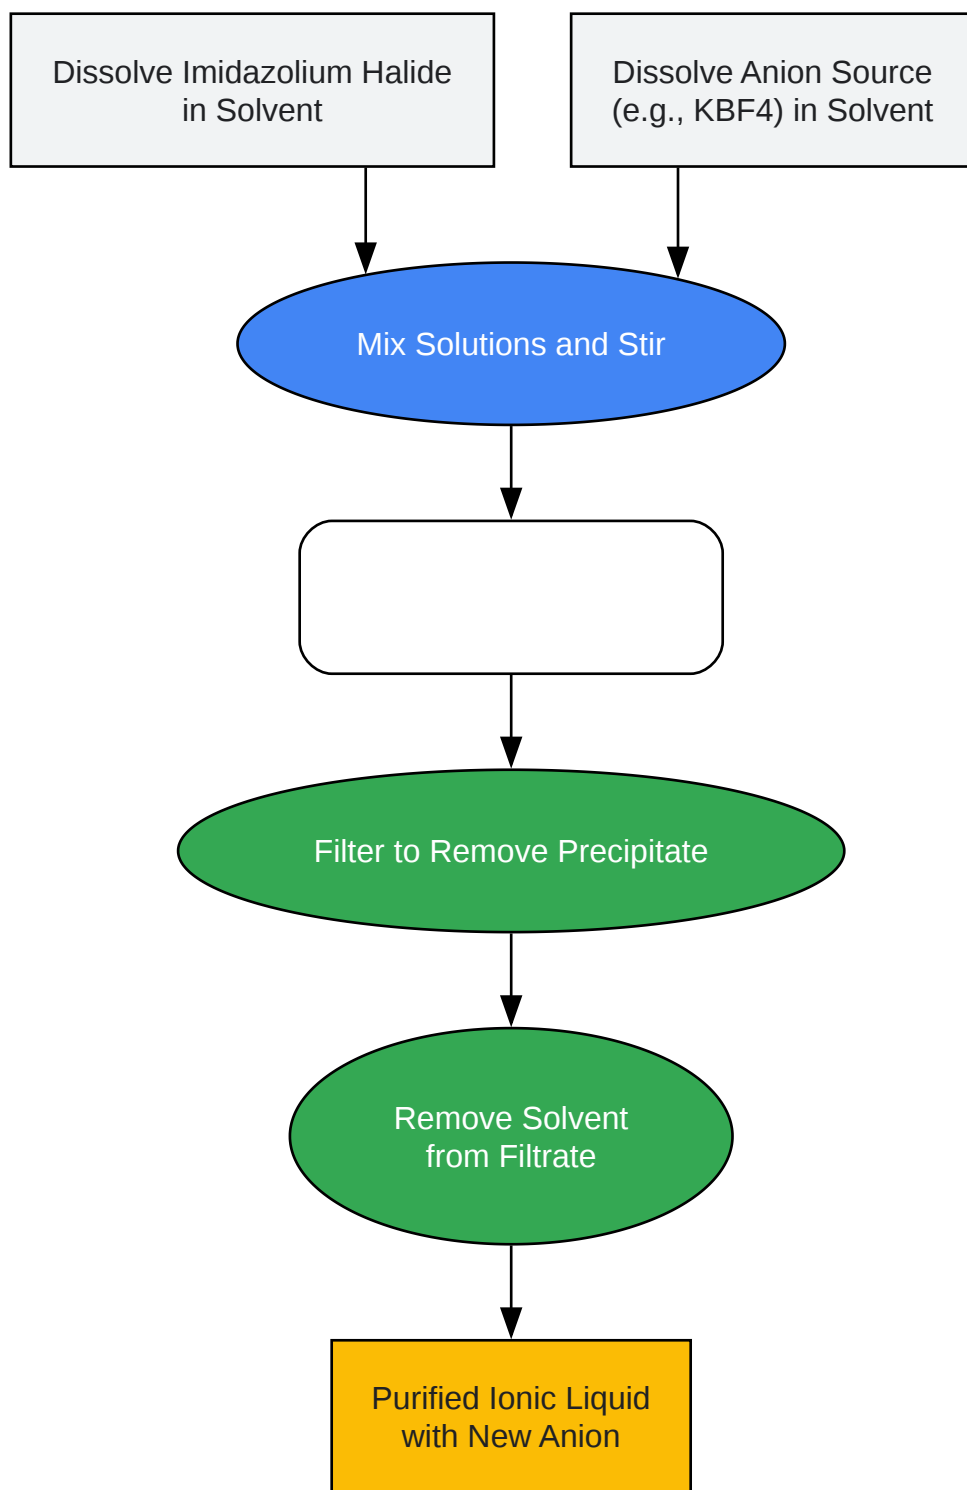 Dissolve Imidazolium Halide
in Solvent
Dissolve Anion Source
(e.g., KBF4) in Solvent
Mix Solutions and Stir
Filter to Remove Precipitate
Remove Solvent
from Filtrate
Purified Ionic Liquid
with New Anion